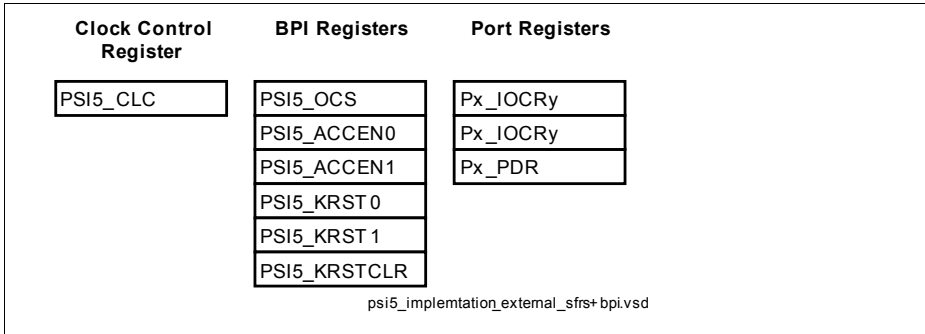 Clock Control
Register
BPI Registers
Port Registers
PSI5_CLC
PSI5_OCS
PSI5_ACCEN0
PSI5_ACCEN1
PSI5_KRST0
PSI5_KRST1
PSI5_KRSTCLR
Px_IOCRy
Px_IOCRy
Px_PDR
psi5_implemtation_external_sfrs+bpi.vsd